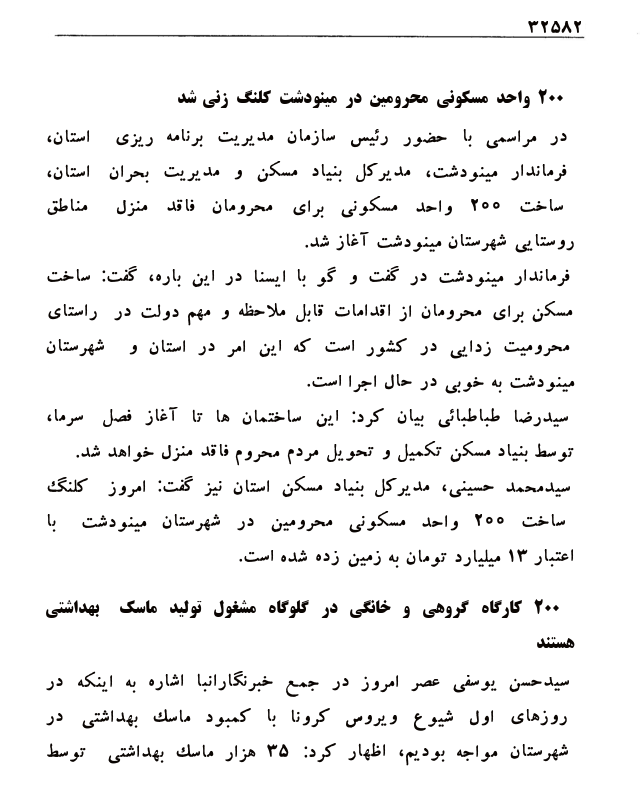 ۳۲۵۸۲
۲۰۰ واحد مسکونی محرومین در مینودشت کلنگ زنی شد
در مراسمی با حضور رئیس سازمان مدیریت برنامه ریزی استان،
فرماندار مینودشت، مدیرکل بنیاد مسکن و مدیریت بحران استان،
ساخت ۲۰۰ واحد مسکونی برای محرومان فاقد منزل مناطق
روستایی شهرستان مینودشت آغاز شد.
فرماندار مینودشت در گفت و گو با ایسنا در این باره، گفت: ساخت
مسکن برای محرومان از اقدامات قابل ملاحظه و مهم دولت در راستای
محرومیت زدایی در کشور است که این امر در استان و شهرستان
مینودشت به خوبی در حال اجرا است.
سیدرضا طباطبائی بیان کرد: این ساختمان ها تا آغاز فصل سرما،
توسط بنیاد مسکن تکمیل و تحویل مردم محروم فاقد منزل خواهد شد.
سیدمحمد حسینی، مدیرکل بنیاد مسکن استان نیز گفت: امروز کلنگ
ساخت ۲۰۰ واحد مسکونی محرومین در شهرستان مینودشت با
اعتبار ۱۳ میلیارد تومان به زمین زده شده است.
۲۰۰ کارگاه گروهی و خانگی در گلوگاه مشغول تولید ماسک بهداشتی
هستند
سیدحسن یوسفی عصر امروز در جمع خبرنگارانبا اشاره به اینکه در
روزهای اول شیوع ویروس کرونا با کمبود ماسک بهداشتی در
شهرستان مواجه بودیم، اظهار کرد: ۳۵ هزار ماسک بهداشتی توسط